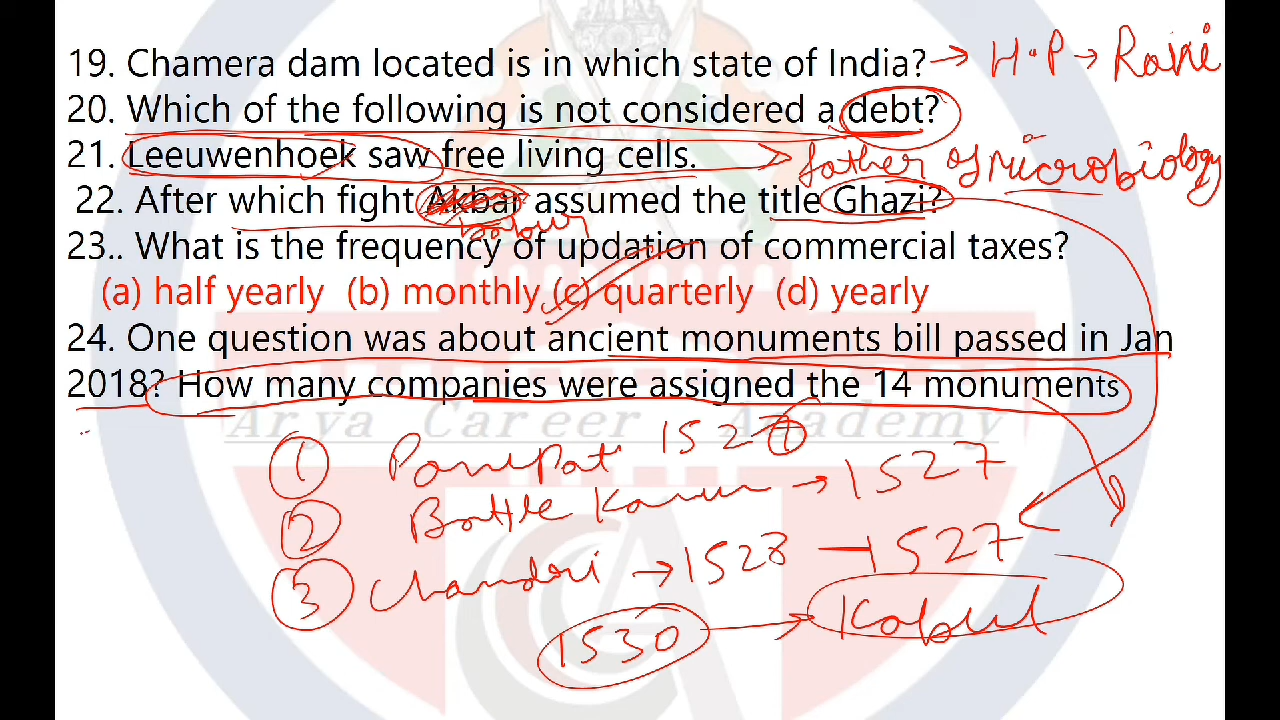 19. Chamera dam located is in which state of India? → H.P → Ravi
20. Which of the following is not considered a debt?
21. Leeuwenhoek saw free living cells. father of microbiology
22. After which fight Akbar assumed the title Ghazi?
babur
23.. What is the frequency of updation of commercial taxes?
(a) half yearly (b) monthly (c) quarterly (d) yearly
24. One question was about ancient monuments bill passed in Jan
2018? How many companies were assigned the 14 monuments
Arya Career Academy
1 Panipat 152
2 Battle → 1527
3 → 1528 — 1527
1530 → Kabul